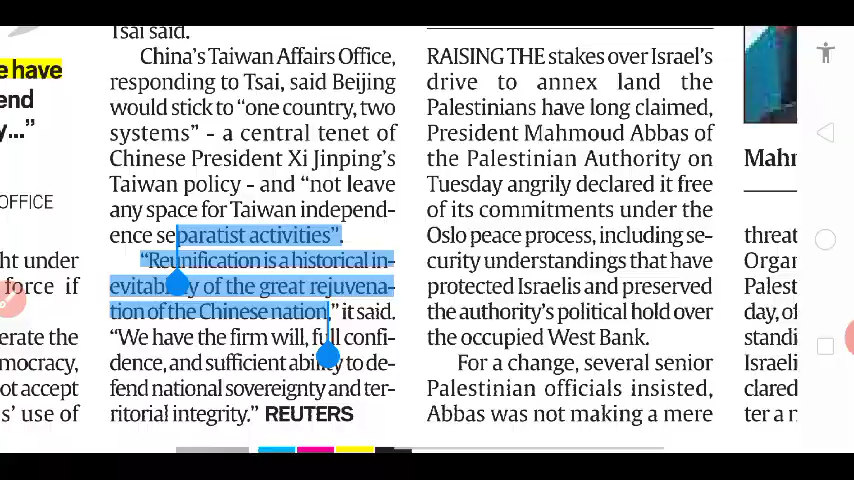 e have
end
y...”
OFFICE
ht under
force if
erate the
mocracy,
ot accept
s’ use of
Tsai said.
China’s Taiwan Affairs Office,
responding to Tsai, said Beijing
would stick to “one country, two
systems” - a central tenet of
Chinese President Xi Jinping’s
Taiwan policy - and “not leave
any space for Taiwan independ-
ence separatist activities”.
“Reunification is a historical in-
evitability of the great rejuvena-
tion of the Chinese nation,” it said.
“We have the firm will, full confi-
dence, and sufficient ability to de-
fend national sovereignty and ter-
ritorial integrity.” REUTERS
RAISING THE stakes over Israel’s
drive to annex land the
Palestinians have long claimed,
President Mahmoud Abbas of
the Palestinian Authority on
Tuesday angrily declared it free
of its commitments under the
Oslo peace process, including se-
curity understandings that have
protected Israelis and preserved
the authority’s political hold over
the occupied West Bank.
For a change, several senior
Palestinian officials insisted,
Abbas was not making a mere
Mahm
threat
Organ
Palest
day, of
standi
Israeli
clared
ter a r